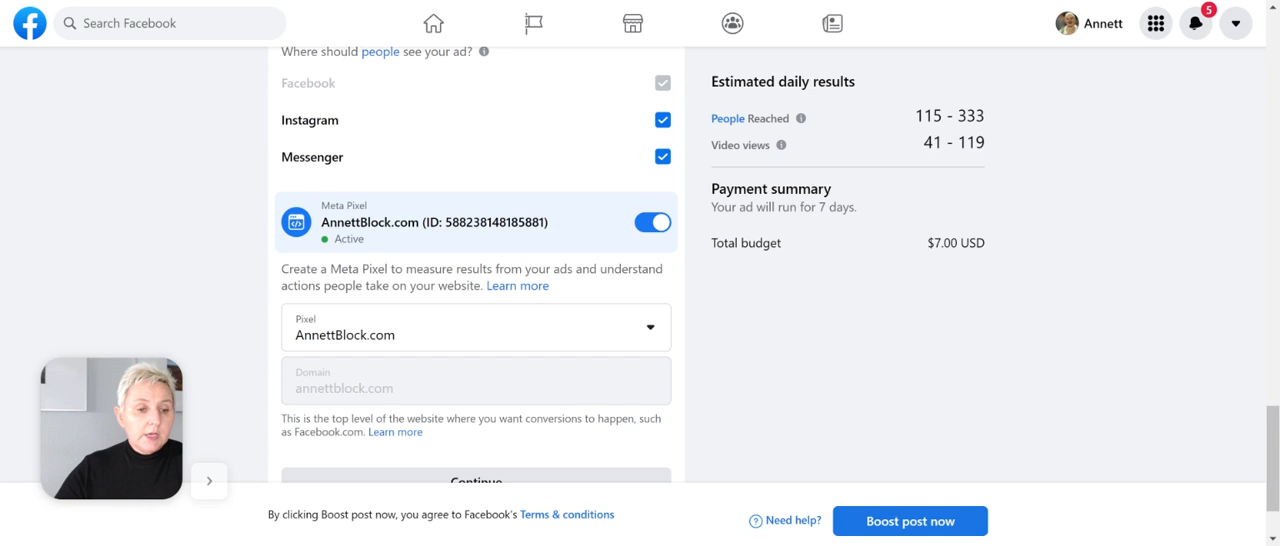 Search Facebook
Annett
5
Where should people see your ad?
Facebook
Instagram
Messenger
Meta Pixel
AnnettBlock.com (ID: 588238148185881)
Active
Create a Meta Pixel to measure results from your ads and understand
actions people take on your website. Learn more
Pixel
AnnettBlock.com
Domain
annettblock.com
This is the top level of the website where you want conversions to happen, such
as Facebook.com. Learn more
Continue
Estimated daily results
People Reached 115 - 333
Video views 41 - 119
Payment summary
Your ad will run for 7 days.
Total budget $7.00 USD
By clicking Boost post now, you agree to Facebook's Terms & conditions
Need help?
Boost post now